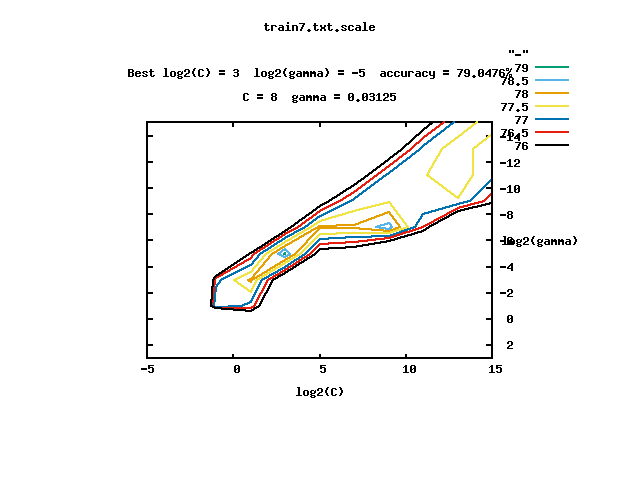 train7.txt.scale
"-"
Best log2(C) = 3 log2(gamma) = -5 accuracy = 79.0476%
79
78.5
C = 8 gamma = 0.03125
78
77.5
77
76.5
-14
76
-12
-10
-8
-6
log2(gamma)
-4
-2
0
2
-5 0 5 10 15
log2(C)